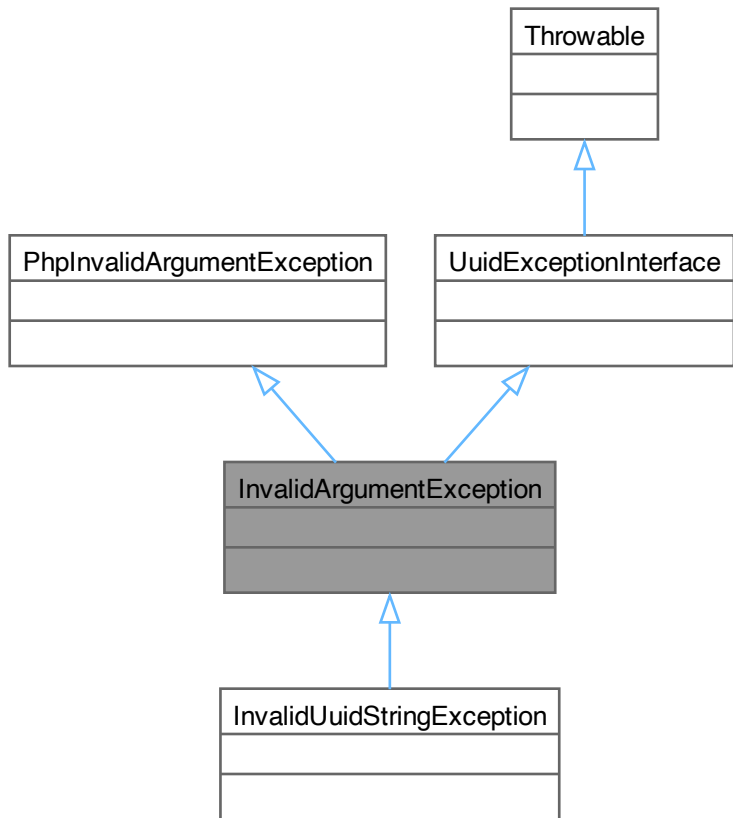 Throwable
PhpInvalidArgumentException
UuidExceptionInterface
InvalidArgumentException
InvalidUuidStringException